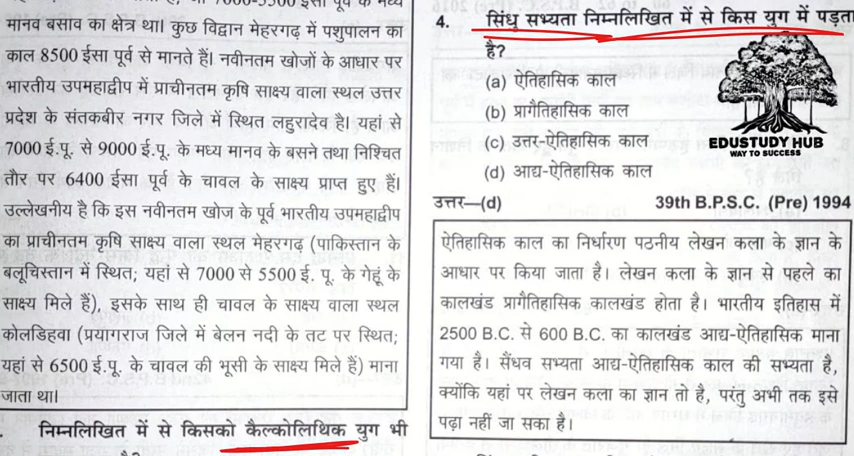 मानव बसाव का क्षेत्र था। कुछ विद्वान मेहरगढ़ में पशुपालन का
काल 8500 ईसा पूर्व से मानते हैं। नवीनतम खोजों के आधार पर
भारतीय उपमहाद्वीप में प्राचीनतम कृषि साक्ष्य वाला स्थल उत्तर
प्रदेश के संतकबीर नगर जिले में स्थित लहुरादेव है। यहां से
7000 ई.पू. से 9000 ई.पू. के मध्य मानव के बसने तथा निश्चित
तौर पर 6400 ईसा पूर्व के चावल के साक्ष्य प्राप्त हुए हैं।
उल्लेखनीय है कि इस नवीनतम खोज के पूर्व भारतीय उपमहाद्वीप
का प्राचीनतम कृषि साक्ष्य वाला स्थल मेहरगढ़ (पाकिस्तान के
बलूचिस्तान में स्थित; यहां से 7000 से 5500 ई. पू. के गेहूं के
साक्ष्य मिले हैं), इसके साथ ही चावल के साक्ष्य वाला स्थल
कोलडिहवा (प्रयागराज जिले में बेलन नदी के तट पर स्थित;
यहां से 6500 ई.पू. के चावल की भूसी के साक्ष्य मिले हैं) माना
जाता था।
निम्नलिखित में से किसको कैल्कोलिथिक युग भी
4. सिंधु सभ्यता निम्नलिखित में से किस युग में पड़ता
है?
(a) ऐतिहासिक काल
(b) प्रागैतिहासिक काल
(c) उत्तर-ऐतिहासिक काल
(d) आद्य-ऐतिहासिक काल
EDUSTUDY HUB
WAY TO SUCCESS
उत्तर—(d) 39th B.P.S.C. (Pre) 1994
ऐतिहासिक काल का निर्धारण पठनीय लेखन कला के ज्ञान के
आधार पर किया जाता है। लेखन कला के ज्ञान से पहले का
कालखंड प्रागैतिहासिक कालखंड होता है। भारतीय इतिहास में
2500 B.C. से 600 B.C. का कालखंड आद्य-ऐतिहासिक माना
गया है। सैंधव सभ्यता आद्य-ऐतिहासिक काल की सभ्यता है,
क्योंकि यहां पर लेखन कला का ज्ञान तो है, परंतु अभी तक इसे
पढ़ा नहीं जा सका है।